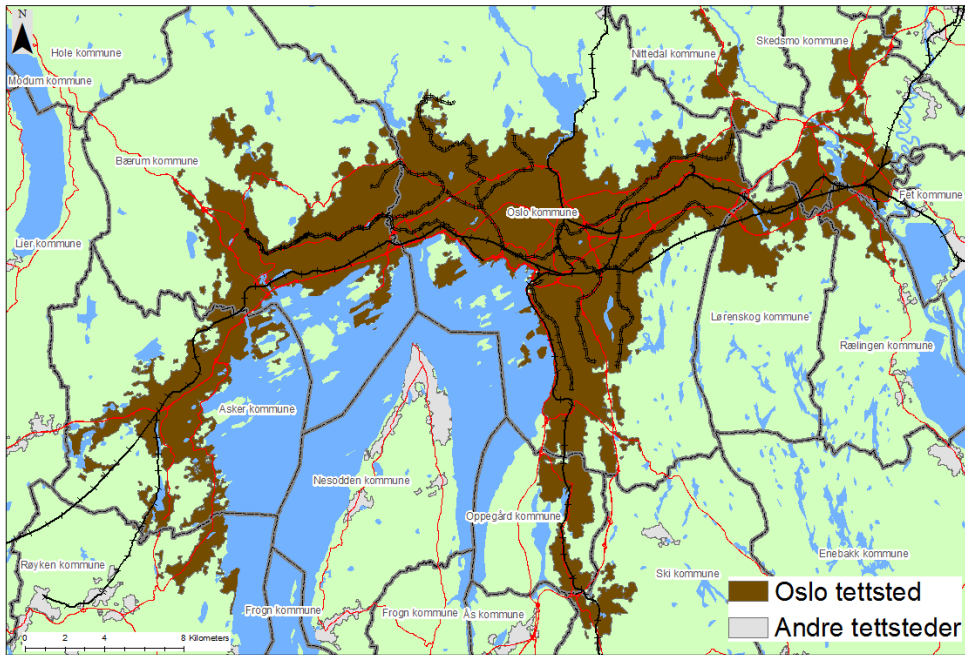 N
Hole kommune
Modum kommune
Nittedal kommune
Skedsmo kommune
Bærum kommune
Fet kommune
Oslo kommune
Lier kommune
Lørenskog kommune
Rælingen kommune
Asker kommune
Nesodden kommune
Oppegård kommune
Enebakk kommune
Røyken kommune
Ski kommune
Frogn kommune
Frogn kommune
Ås kommune
Oslo tettsted
Andre tettsteder
0 2 4 8 Kilometers